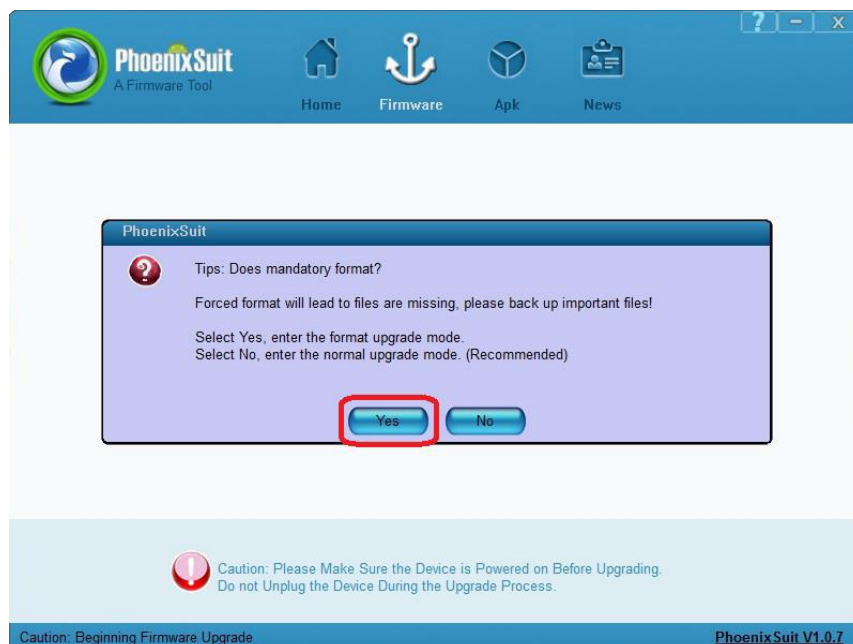 ? – X
PhoenixSuit
A Firmware Tool
Home Firmware Apk News
PhoenixSuit
Tips: Does mandatory format?
Forced format will lead to files are missing, please back up important files!
Select Yes, enter the format upgrade mode.
Select No, enter the normal upgrade mode. (Recommended)
Yes No
Caution: Please Make Sure the Device is Powered on Before Upgrading.
Do not Unplug the Device During the Upgrade Process.
Caution: Beginning Firmware Upgrade PhoenixSuit V1.0.7